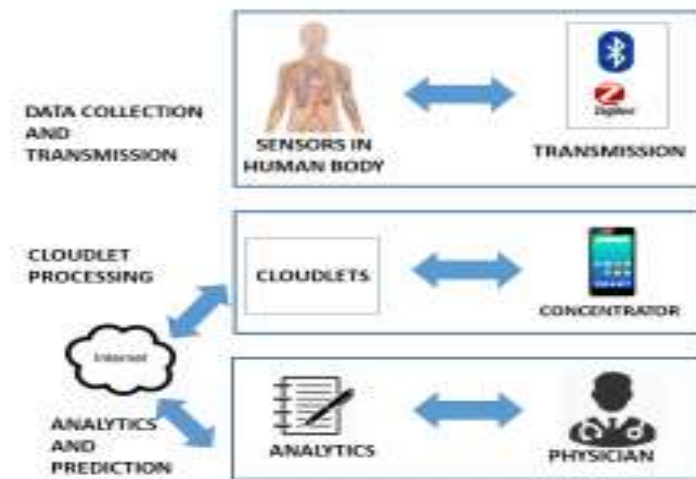 DATA COLLECTION
AND
TRANSMISSION
SENSORS IN
HUMAN BODY
ZigBee
TRANSMISSION
CLOUDLET
PROCESSING
CLOUDLETS
CONCENTRATOR
Internet
ANALYTICS
AND
PREDICTION
ANALYTICS
PHYSICIAN